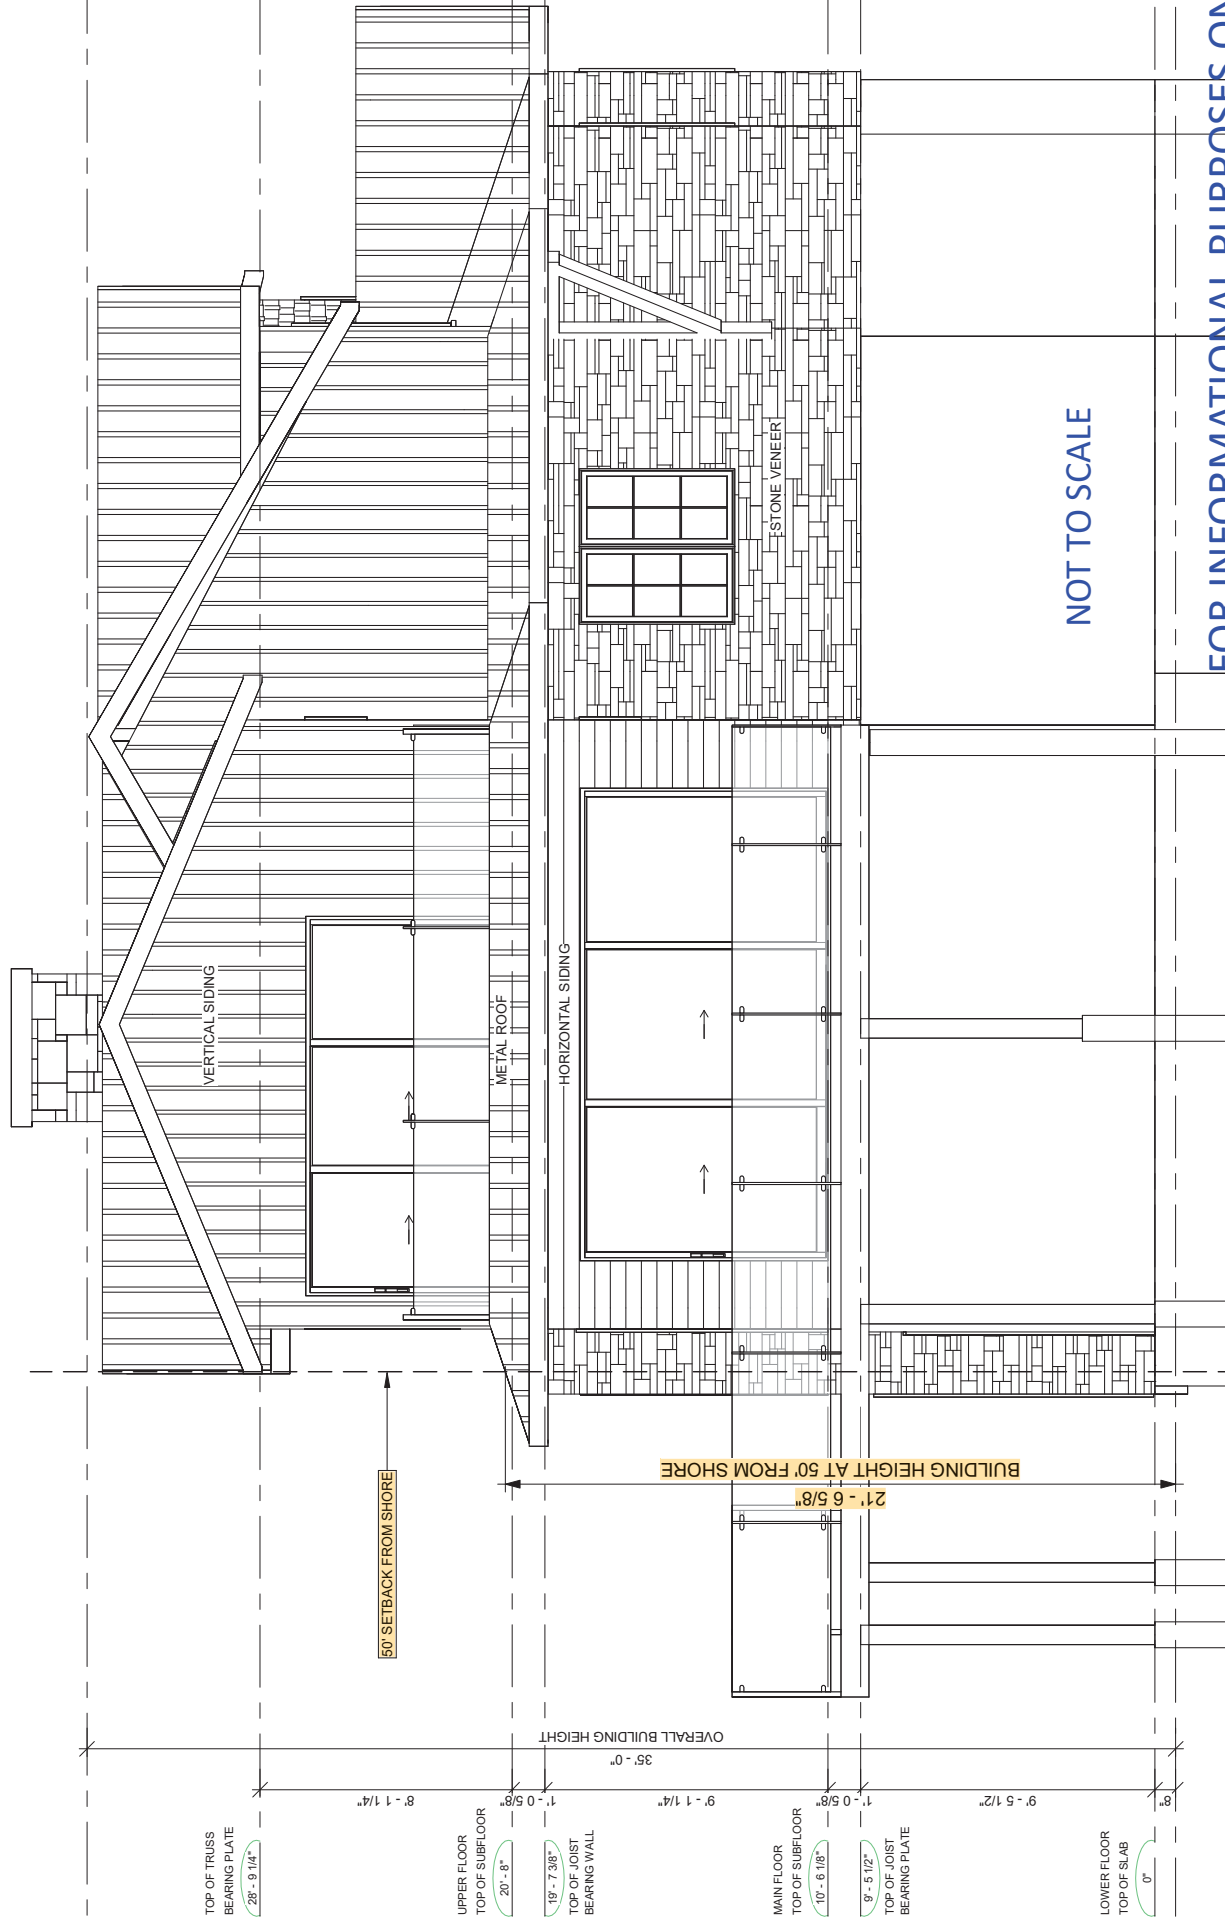 VERTICAL SIDING
METAL ROOF
HORIZONTAL SIDING
STONE VENEER
NOT TO SCALE
50' SETBACK FROM SHORE
21' - 6 5/8"
BUILDING HEIGHT AT 50' FROM SHORE
35' - 0"
OVERALL BUILDING HEIGHT
8' - 1 1/4"
1' - 0 5/8"
9' - 1 1/4"
1' - 0 5/8"
9' - 5 1/2"
8"
TOP OF TRUSS
BEARING PLATE
28' - 9 1/4"
UPPER FLOOR
TOP OF SUBFLOOR
20' - 8"
19' - 7 3/8"
TOP OF JOIST
BEARING WALL
MAIN FLOOR
TOP OF SUBFLOOR
10' - 6 1/8"
9' - 5 1/2"
TOP OF JOIST
BEARING PLATE
LOWER FLOOR
TOP OF SLAB
0"
FOR INFORMATIONAL PURPOSES ON